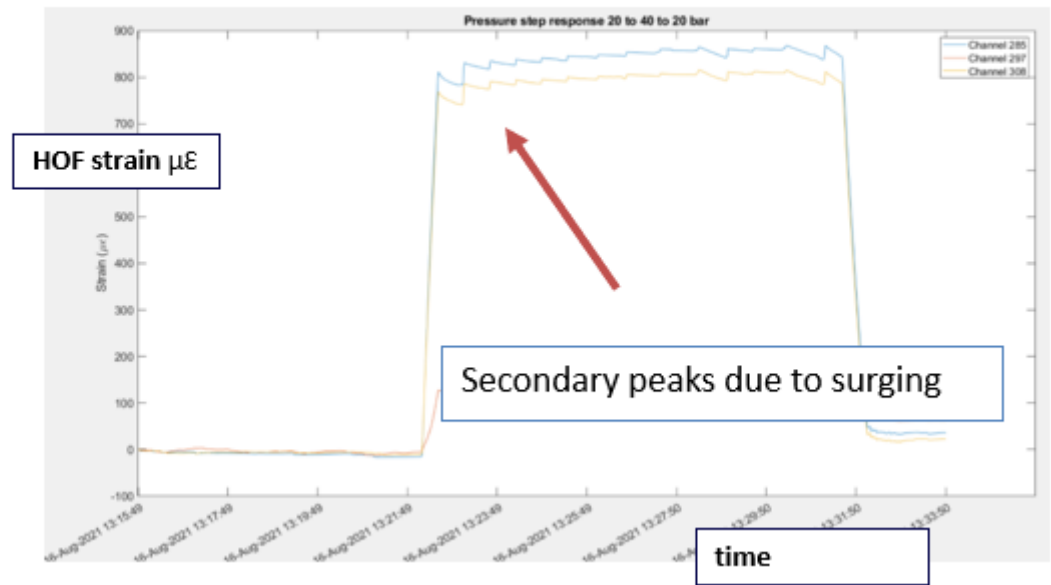 Pressure step response 20 to 40 to 20 bar
Channel 285
Channel 297
Channel 308
900
800
700
500
400
300
200
100
0
-100
HOF strain με
Strain (με)
Secondary peaks due to surging
16-Aug-2021 13:15:49
16-Aug-2021 13:17:49
16-Aug-2021 13:19:49
16-Aug-2021 13:21:49
16-Aug-2021 13:23:49
16-Aug-2021 13:25:49
16-Aug-2021 13:27:50
13:29:50
13:31:50
13:33:50
time